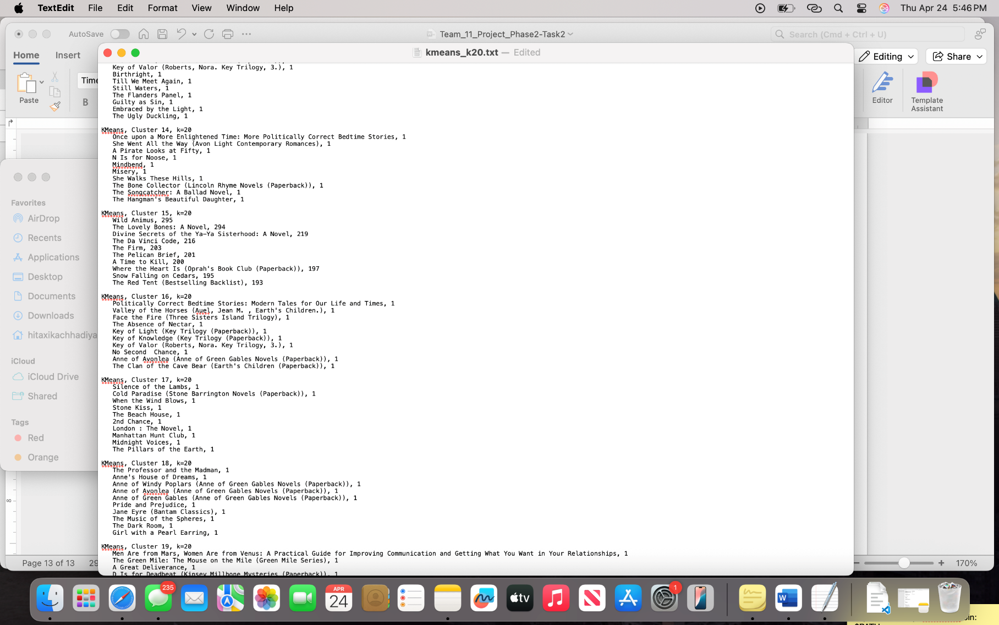 TextEdit File Edit Format View Window Help
Thu Apr 24 5:46 PM
AutoSave
Team_11_Project_Phase2-Task2
Search (Cmd + Ctrl + U)
Home Insert
Editing
Share
Paste
Time
B
Editor
Template
Assistant
kmeans_k20.txt — Edited
Key of Valor (Roberts, Nora. Key Trilogy, 3.), 1
Birthright, 1
Till We Meet Again, 1
Still Waters, 1
The Flanders Panel, 1
Guilty as Sin, 1
Embraced by the Light, 1
The Ugly Duckling, 1
KMeans, Cluster 14, k=20
Once upon a More Enlightened Time: More Politically Correct Bedtime Stories, 1
She Went All the Way (Avon Light Contemporary Romances), 1
A Pirate Looks at Fifty, 1
N Is for Noose, 1
Mindbend, 1
Misery, 1
She Walks These Hills, 1
The Bone Collector (Lincoln Rhyme Novels (Paperback)), 1
The Songcatcher: A Ballad Novel, 1
The Hangman's Beautiful Daughter, 1
KMeans, Cluster 15, k=20
Wild Animus, 295
The Lovely Bones: A Novel, 294
Divine Secrets of the Ya-Ya Sisterhood: A Novel, 219
The Da Vinci Code, 216
The Firm, 203
The Pelican Brief, 201
A Time to Kill, 200
Where the Heart Is (Oprah's Book Club (Paperback)), 197
Snow Falling on Cedars, 195
The Red Tent (Bestselling Backlist), 193
KMeans, Cluster 16, k=20
Politically Correct Bedtime Stories: Modern Tales for Our Life and Times, 1
Valley of the Horses (Auel, Jean M. , Earth's Children.), 1
Face the Fire (Three Sisters Island Trilogy), 1
The Absence of Nectar, 1
Key of Light (Key Trilogy (Paperback)), 1
Key of Knowledge (Key Trilogy (Paperback)), 1
Key of Valor (Roberts, Nora. Key Trilogy, 3.), 1
No Second  Chance, 1
Anne of Avonlea (Anne of Green Gables Novels (Paperback)), 1
The Clan of the Cave Bear (Earth's Children (Paperback)), 1
KMeans, Cluster 17, k=20
Silence of the Lambs, 1
Cold Paradise (Stone Barrington Novels (Paperback)), 1
When the Wind Blows, 1
Stone Kiss, 1
The Beach House, 1
2nd Chance, 1
London : The Novel, 1
Manhattan Hunt Club, 1
Midnight Voices, 1
The Pillars of the Earth, 1
KMeans, Cluster 18, k=20
The Professor and the Madman, 1
Anne's House of Dreams, 1
Anne of Windy Poplars (Anne of Green Gables Novels (Paperback)), 1
Anne of Avonlea (Anne of Green Gables Novels (Paperback)), 1
Anne of Green Gables (Anne of Green Gables Novels (Paperback)), 1
Pride and Prejudice, 1
Jane Eyre (Bantam Classics), 1
The Music of the Spheres, 1
The Dark Room, 1
Girl with a Pearl Earring, 1
KMeans, Cluster 19, k=20
Men Are from Mars, Women Are from Venus: A Practical Guide for Improving Communication and Getting What You Want in Your Relationships, 1
The Green Mile: The Mouse on the Mile (Green Mile Series), 1
A Great Deliverance, 1
D Is for Deadbeat (Kinsey Millhone Mysteries (Paperback)), 1
Favorites
AirDrop
Recents
Applications
Desktop
Documents
Downloads
hitaxikachhadiya
iCloud
iCloud Drive
Shared
Tags
Red
Orange
8
Page 13 of 13
29
170%
235
APR
24
tv
1
W
in:
$PATH